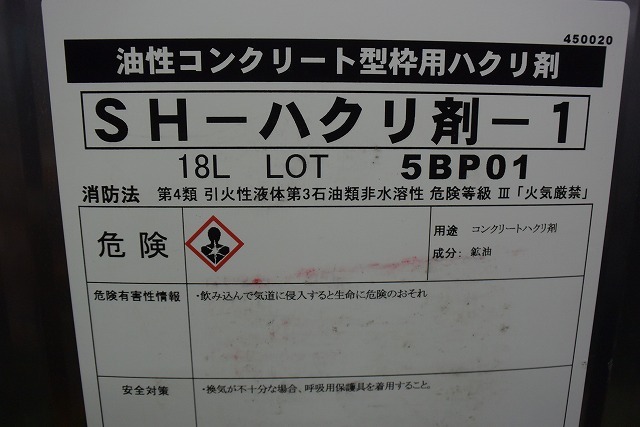 450020
油性コンクリート型枠用ハクリ剤
SH－ハクリ剤－1
18L LOT 5BP01
消防法 第4類 引火性液体第3石油類非水溶性 危険等級 Ⅲ「火気厳禁」
危険
用途 コンクリートハクリ剤
成分: 鉱油
危険有害性情報 ・飲み込んで気道に侵入すると生命に危険のおそれ
安全対策 ・換気が不十分な場合、呼吸用保護具を着用すること。